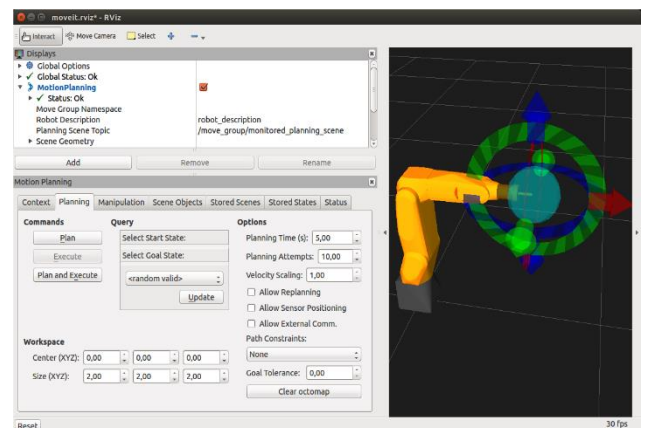 moveit.rviz* - RViz
Interact Move Camera Select
Displays
Global Options
Global Status: Ok
MotionPlanning
Status: Ok
Move Group Namespace
Robot Description robot_description
Planning Scene Topic /move_group/monitored_planning_scene
Scene Geometry
Add Remove Rename
Motion Planning
Context Planning Manipulation Scene Objects Stored Scenes Stored States Status
Commands Query Options
Plan Select Start State: Planning Time (s): 5,00
Execute Select Goal State: Planning Attempts: 10,00
Plan and Execute <random valid> Velocity Scaling: 1,00
Update Allow Replanning
Allow Sensor Positioning
Allow External Comm.
Workspace Path Constraints:
Center (XYZ): 0,00 0,00 0,00 None
Size (XYZ): 2,00 2,00 2,00 Goal Tolerance: 0,00
Clear octomap
Reset 30 fps